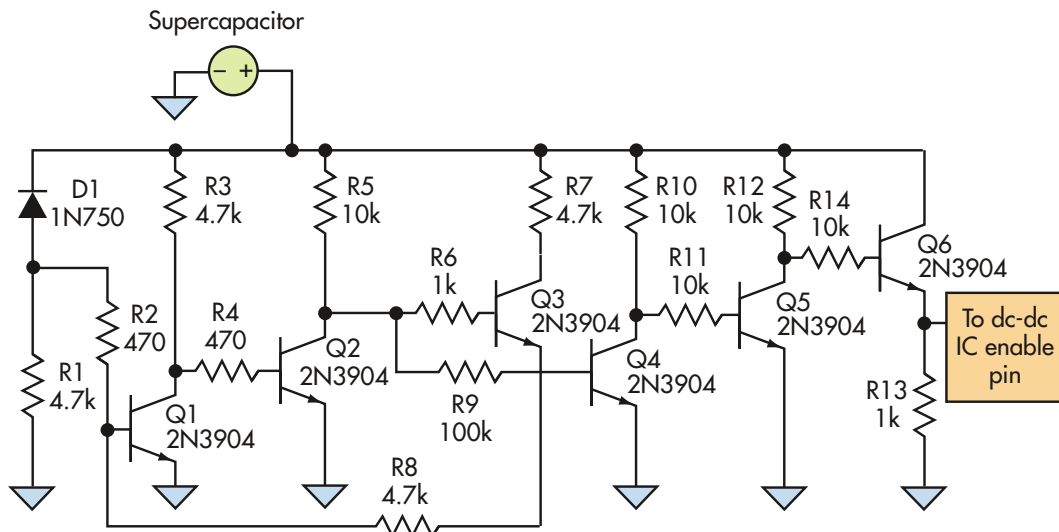 Supercapacitor
− +
D1
1N750
R3
4.7k
R5
10k
R7
4.7k
R10
10k
R12
10k
R14
10k
Q6
2N3904
R6
1k
R11
10k
R2
470
R4
470
Q3
2N3904
Q5
2N3904
To dc-dc
IC enable
pin
R1
4.7k
Q2
2N3904
Q4
2N3904
R9
100k
R13
1k
Q1
2N3904
R8
4.7k